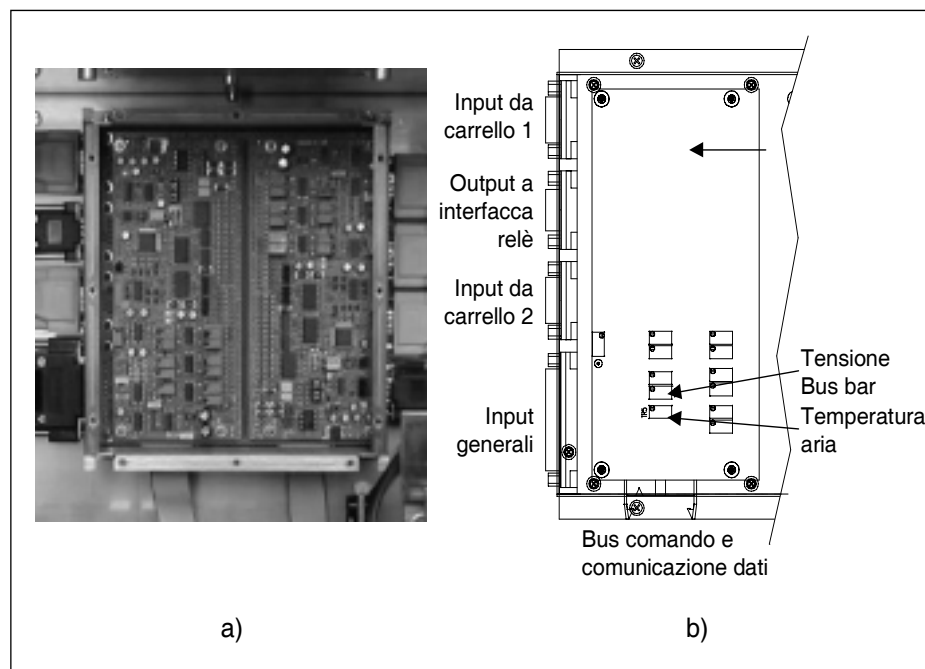 Input da
carrello 1
Output a
interfacca
relè
Input da
carrello 2
Input
generali
Tensione
Bus bar
Temperatura
aria
TR5
Bus comando e
comunicazione dati
a)
b)